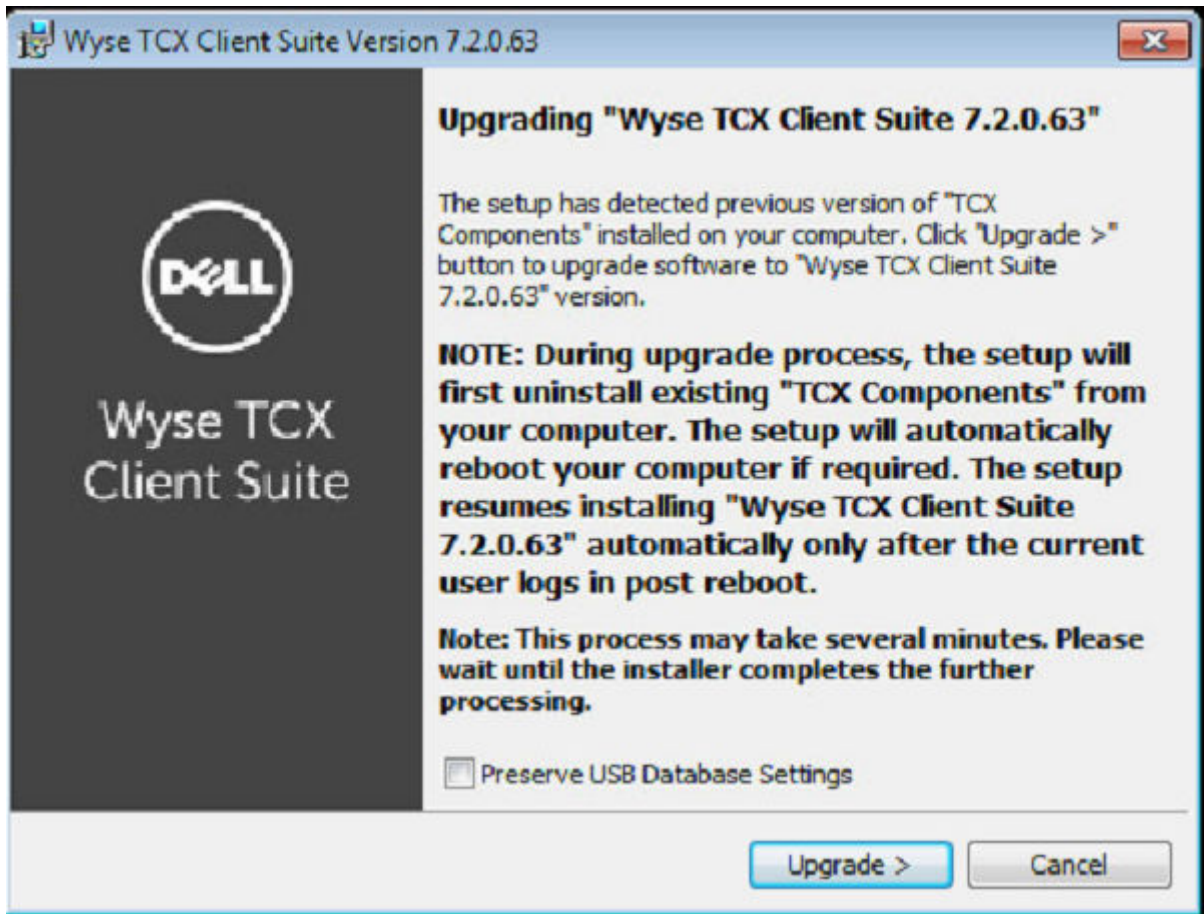 Wyse TCX Client Suite Version 7.2.0.63
DELL
Wyse TCX
Client Suite
Upgrading "Wyse TCX Client Suite 7.2.0.63"
The setup has detected previous version of "TCX
Components" installed on your computer. Click "Upgrade >"
button to upgrade software to "Wyse TCX Client Suite
7.2.0.63" version.
NOTE: During upgrade process, the setup will
first uninstall existing "TCX Components" from
your computer. The setup will automatically
reboot your computer if required. The setup
resumes installing "Wyse TCX Client Suite
7.2.0.63" automatically only after the current
user logs in post reboot.
Note: This process may take several minutes. Please
wait until the installer completes the further
processing.
Preserve USB Database Settings
Upgrade >
Cancel